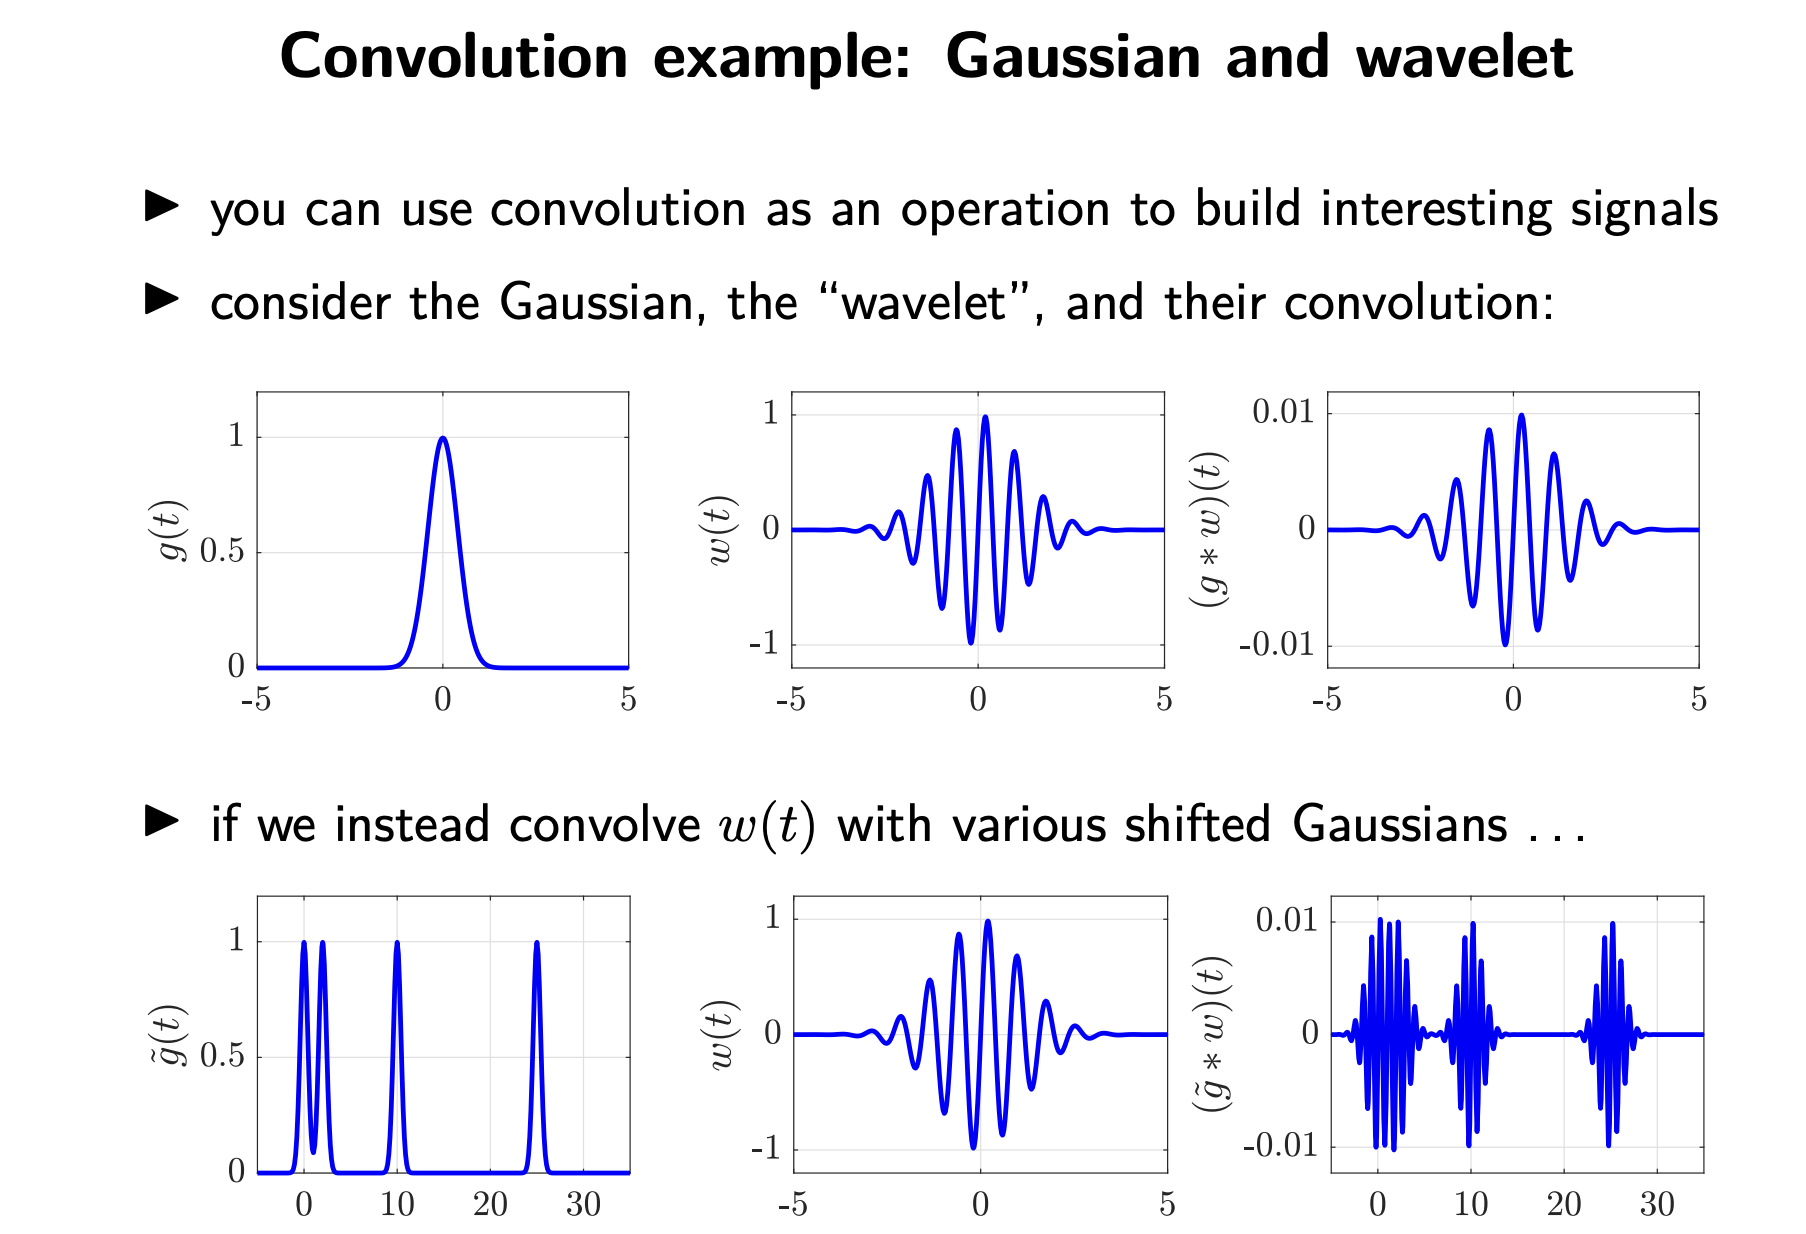 Convolution example: Gaussian and wavelet
▶ you can use convolution as an operation to build interesting signals
▶ consider the Gaussian, the “wavelet”, and their convolution:
g(t)
1
0.5
0
-5 0 5
w(t)
1
0
-1
-5 0 5
(g ∗ w)(t)
0.01
0
-0.01
-5 0 5
▶ if we instead convolve w(t) with various shifted Gaussians . . .
g̃(t)
1
0.5
0
0 10 20 30
w(t)
1
0
-1
-5 0 5
(g̃ ∗ w)(t)
0.01
0
-0.01
0 10 20 30